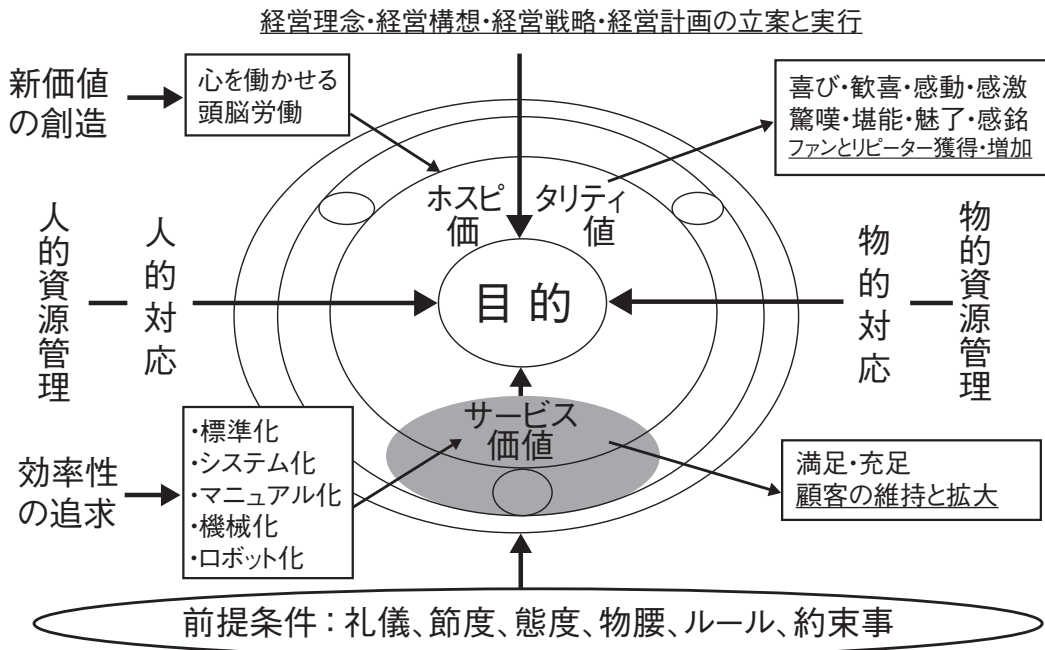 経営理念・経営構想・経営戦略・経営計画の立案と実行
新価値
の創造
心を働かせる
頭脳労働
喜び・歓喜・感動・感激
驚嘆・堪能・魅了・感銘
ファンとリピーター獲得・増加
ホスピタリティ
価値
人的資源管理
人的対応
目的
物的対応
物的資源管理
サービス
価値
効率性
の追求
・標準化
・システム化
・マニュアル化
・機械化
・ロボット化
満足・充足
顧客の維持と拡大
前提条件：礼儀、節度、態度、物腰、ルール、約束事